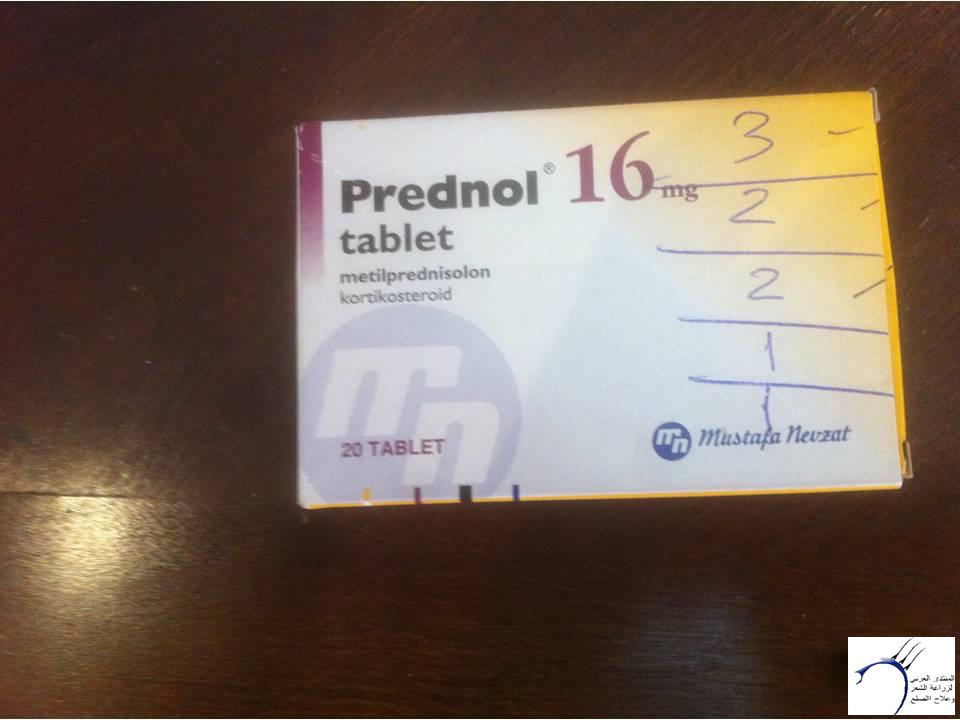 Prednol® 16 mg
tablet
metilprednisolon
kortikosteroid
3 -
2 -
2 -
1
1
20 TABLET
mn Mustafa Nevzat
المنتدى العربي
لزراعة الشعر
وعلاج الصلع